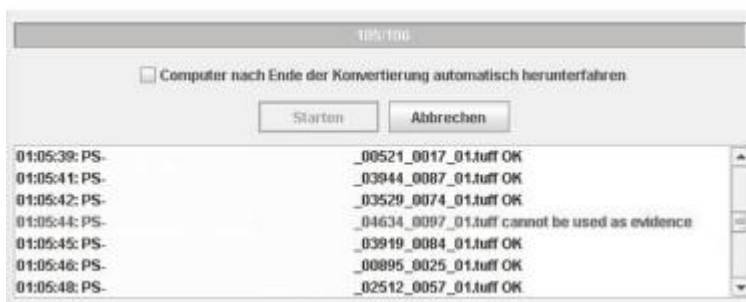 105/106
Computer nach Ende der Konvertierung automatisch herunterfahren
Starten Abbrechen
01:05:39: PS- _00521_0017_01.tuff OK
01:05:41: PS- _03944_0087_01.tuff OK
01:05:42: PS- _03529_0074_01.tuff OK
01:05:44: PS- _04634_0097_01.tuff cannot be used as evidence
01:05:45: PS- _03919_0084_01.tuff OK
01:05:46: PS- _00895_0025_01.tuff OK
01:05:48: PS- _02512_0057_01.tuff OK